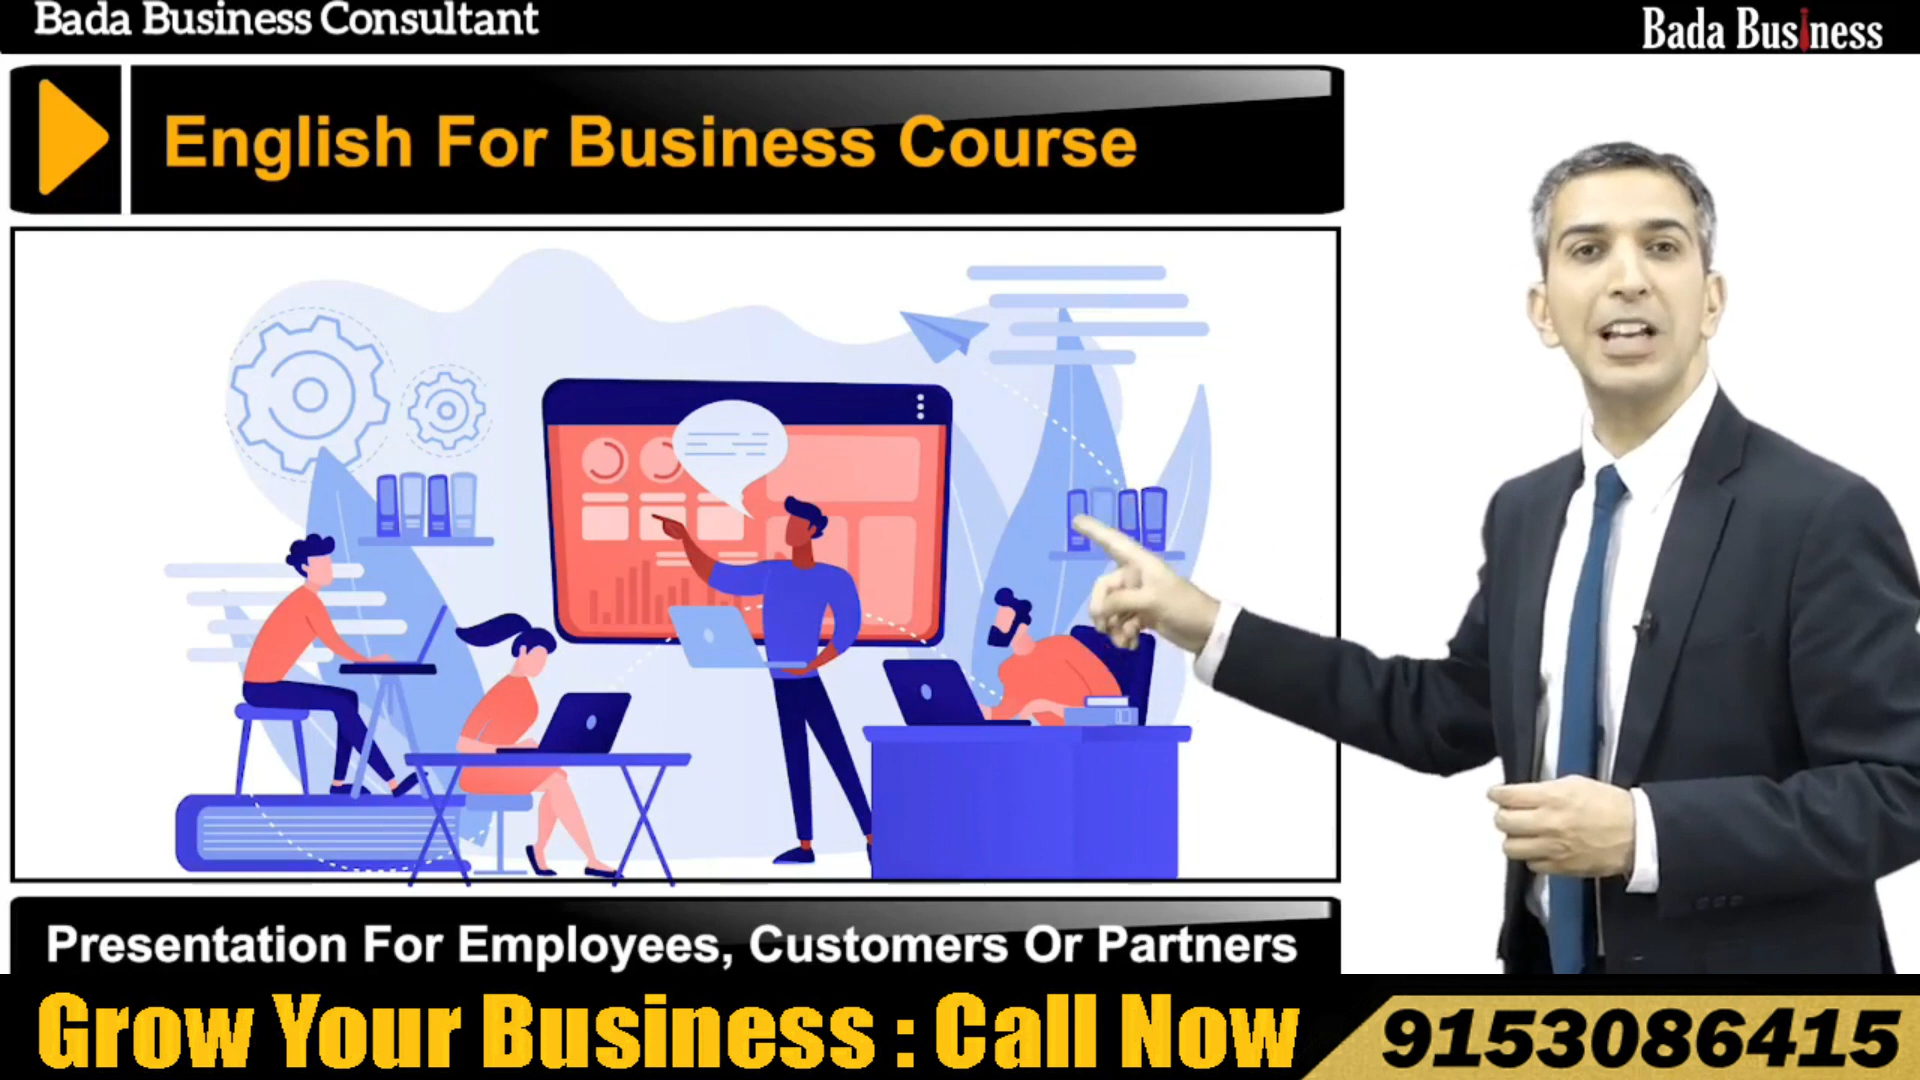 Bada Business Consultant
Bada Business
English For Business Course
Presentation For Employees, Customers Or Partners
Grow Your Business : Call Now
9153086415